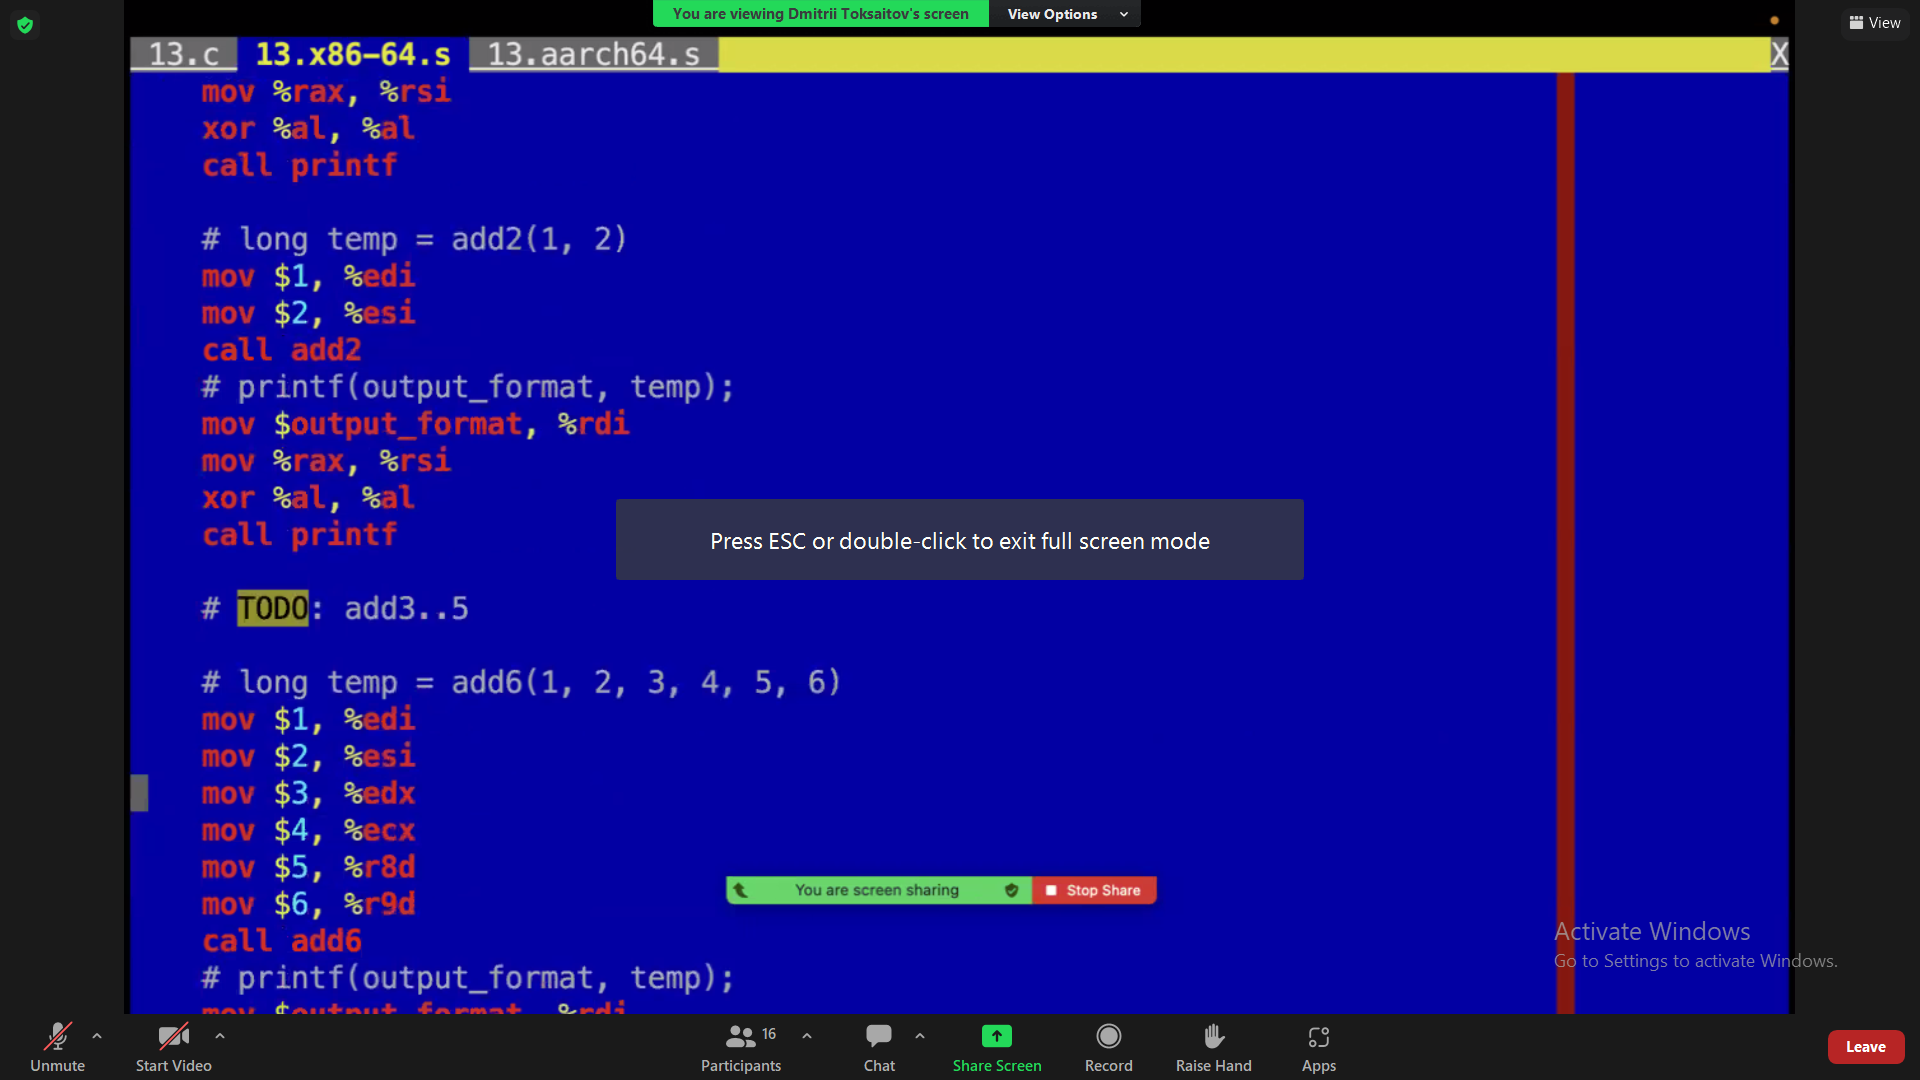 You are viewing Dmitrii Toksaitov's screen View Options
View
13.c 13.x86-64.s 13.aarch64.s X
mov %rax, %rsi
xor %al, %al
call printf
# long temp = add2(1, 2)
mov $1, %edi
mov $2, %esi
call add2
# printf(output_format, temp);
mov $output_format, %rdi
mov %rax, %rsi
xor %al, %al
call printf
Press ESC or double-click to exit full screen mode
# TODO: add3..5
# long temp = add6(1, 2, 3, 4, 5, 6)
mov $1, %edi
mov $2, %esi
mov $3, %edx
mov $4, %ecx
mov $5, %r8d
mov $6, %r9d
call add6
# printf(output_format, temp);
mov $output_format, %rdi
You are screen sharing Stop Share
Activate Windows
Go to Settings to activate Windows.
Unmute Start Video Participants 16 Chat Share Screen Record Raise Hand Apps Leave